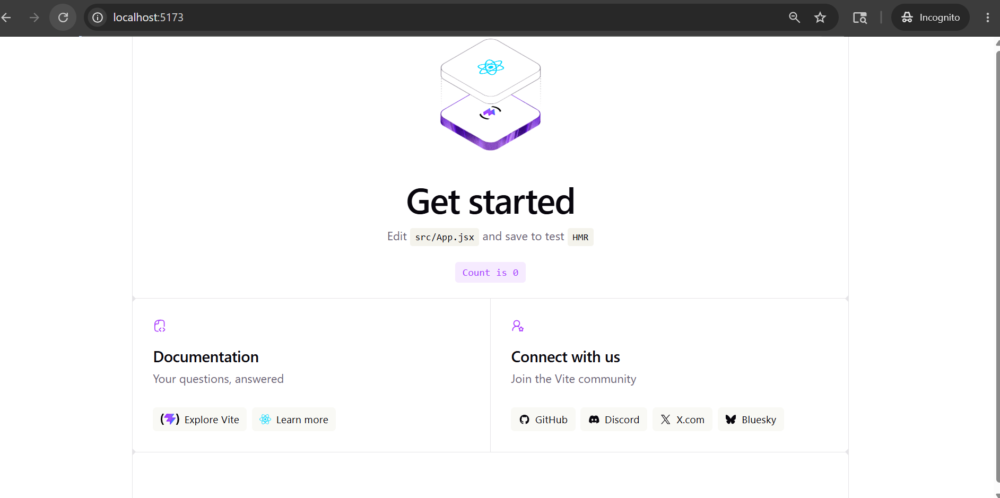 localhost:5173
Incognito
Get started
Edit src/App.jsx and save to test HMR
Count is 0
Documentation
Your questions, answered
Explore Vite
Learn more
Connect with us
Join the Vite community
GitHub
Discord
X.com
Bluesky